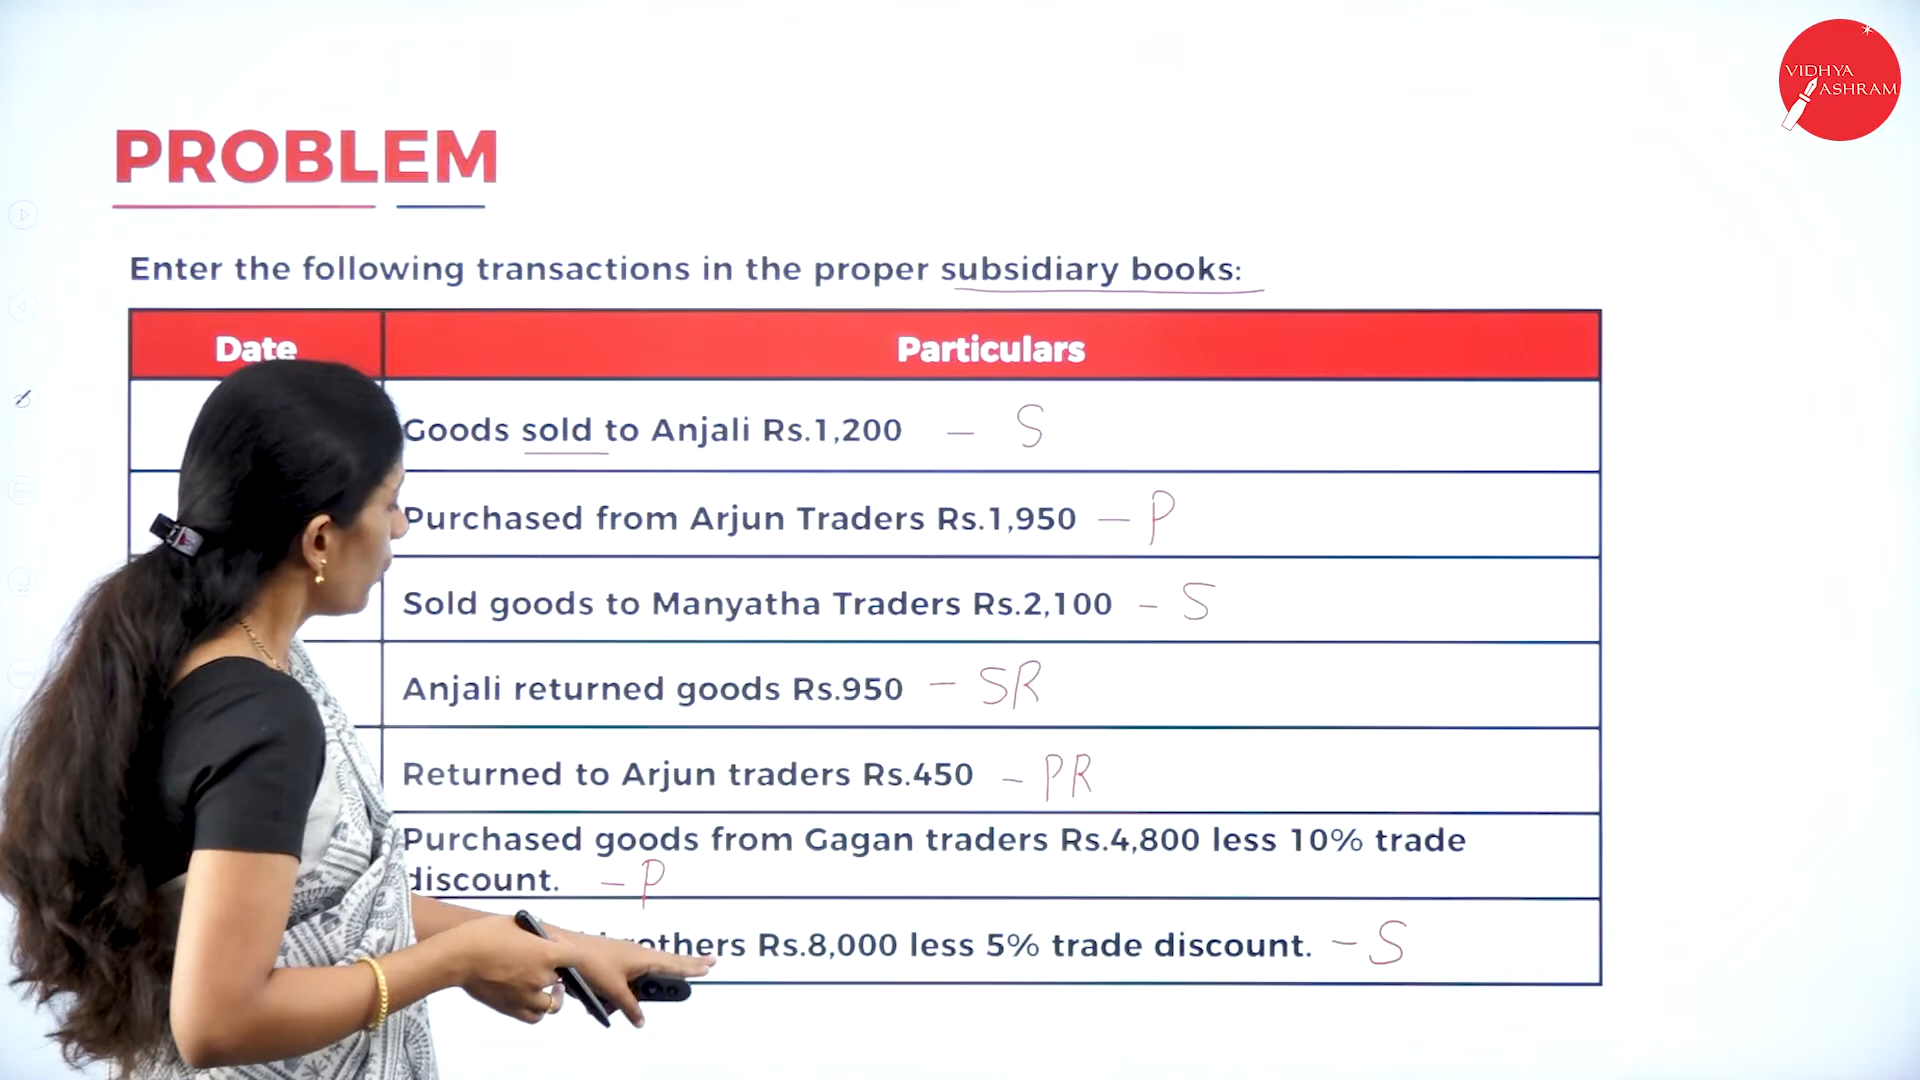 VIDHYA
ASHRAM
PROBLEM
Enter the following transactions in the proper subsidiary books:
Date Particulars
Goods sold to Anjali Rs.1,200 – S
Purchased from Arjun Traders Rs.1,950 – P
Sold goods to Manyatha Traders Rs.2,100 – S
Anjali returned goods Rs.950 – SR
Returned to Arjun traders Rs.450 – PR
Purchased goods from Gagan traders Rs.4,800 less 10% trade
discount. – P
Rs.8,000 less 5% trade discount. – S